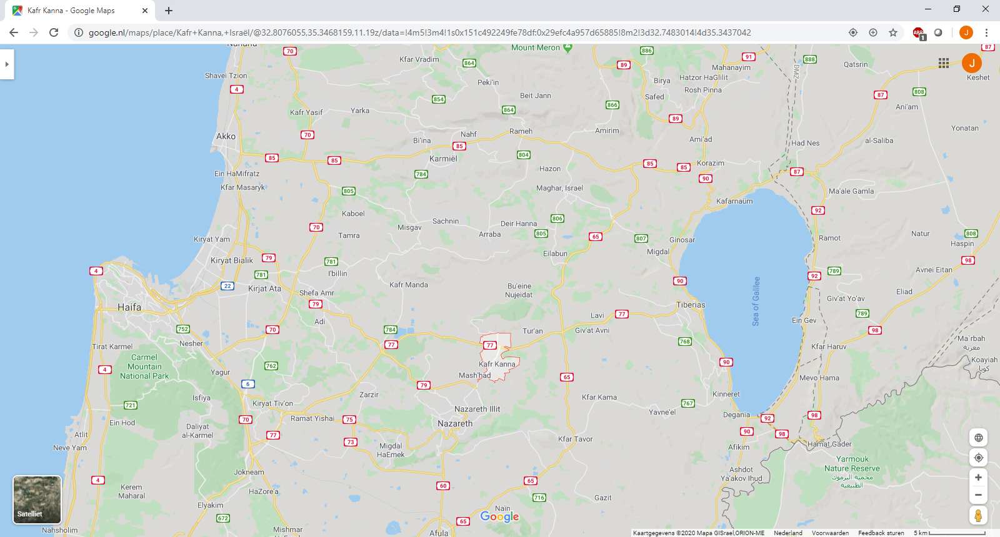 Kafr Kanna - Google Maps
google.nl/maps/place/Kafr+Kanna,+Israël/@32.8076055,35.3468159,11.19z/data=!4m5!3m4!1s0x151c492249fe78df:0x29efc4a957d65885!8m2!3d32.7483014!4d35.3437042
ABP
1
J
Naharia
70
Mount Meron
886
87
Kfar Vradim
864
89
91
888
Qatsrin
J
Mahanayim
DMZ
Shavei Tzion
Peki'in
Birya
Hatzor HaGlilit
Keshet
4
Safed
Rosh Pinna
854
Beit Jann
87
808
Kafr Yasif
Yarka
864
866
89
Ani'am
Akko
70
Nahf
Rameh
Amirim
Yonatan
Bi'ina
Ami'ad
Had Nes
al-Saliba
85
85
Karmiël
85
804
Hazon
85
85
Korazim
87
Ein HaMifratz
784
90
Kfar Masaryk
805
Maghar, Israel
Ma'ale Gamla
Kafarnaüm
Kaboel
92
70
Misgav
Sachnin
Deir Hanna
806
Kiryat Yam
Tamra
Arraba
805
65
807
Ginosar
Ramot
Natur
808
Haspin
Kiryat Bialik
79
781
Eilabun
Migdal
98
4
781
I'billin
92
789
Avnei Eitan
22
Kirjat Ata
Shefa Amr
Kafr Manda
Bu'eine
Nujeidat
90
Sea of Galilee
Eliad
Haifa
79
Tiberias
Giv'at Yo'av
752
70
Adi
784
Tur'an
Lavi
77
Giv'at Avni
Ein Gev
789
98
Tirat Karmel
Nesher
77
77
768
Kfar Haruv
Ma`rbah
معربة
Carmel
Mountain
National Park
4
762
Kafr Kanna
90
Koayiah
كويا
Yagur
6
Mash'had
65
Mevo Hama
79
Isfiya
Zarzir
Kfar Kama
Kinneret
721
Kiryat Tiv'on
Nazareth Illit
Yavne'el
767
Ein Hod
70
Ramat Yishai
75
Nazareth
Degania
92
98
Atlit
Daliyat
al-Karmel
77
73
Kfar Tavor
90
98
Neve Yam
Migdal
HaEmek
Afikim
Hamat Gader
Jokneam
Ashdot
Ya'akov Ihud
Yarmouk
Nature Reserve
محمية اليرموك
الطبيعية
4
Kerem
Maharal
HaZore'a
60
65
Elyakim
716
Gazit
Satelliet
672
Naïn
Google
65
Nahsholim
Mishmar
Afula
Kaartgegevens ©2020 Mapa GISrael,ORION-ME Nederland Voorwaarden Feedback sturen 5 km